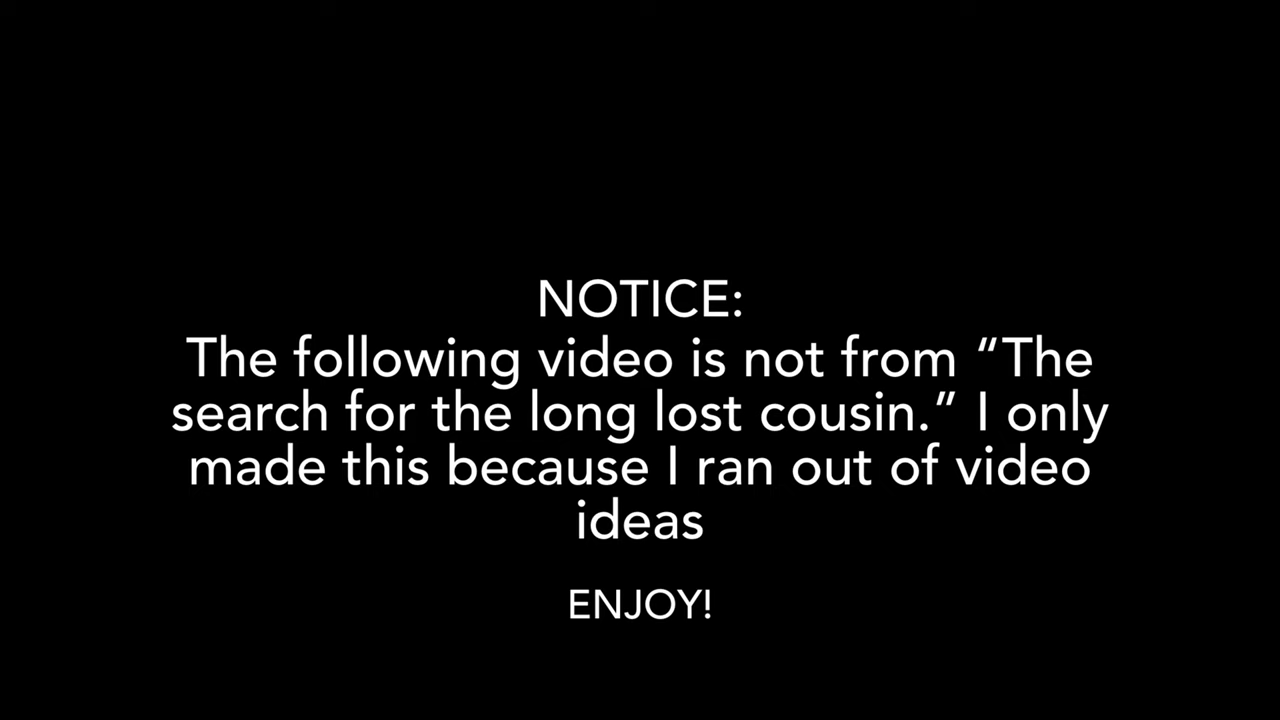 NOTICE:
The following video is not from “The
search for the long lost cousin.” I only
made this because I ran out of video
ideas
ENJOY!